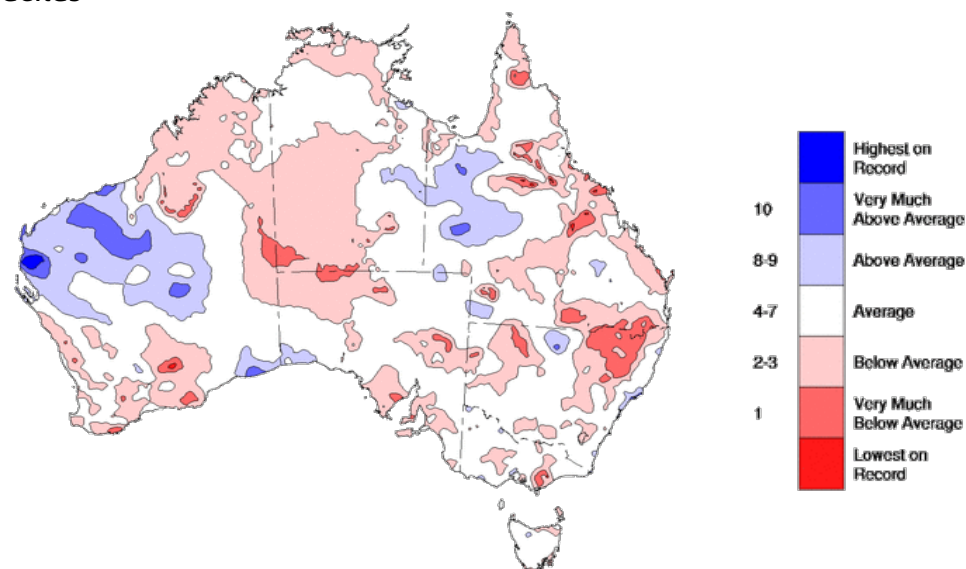 Highest on
Record
10
Very Much
Above Average
8-9
Above Average
4-7
Average
2-3
Below Average
1
Very Much
Below Average
Lowest on
Record